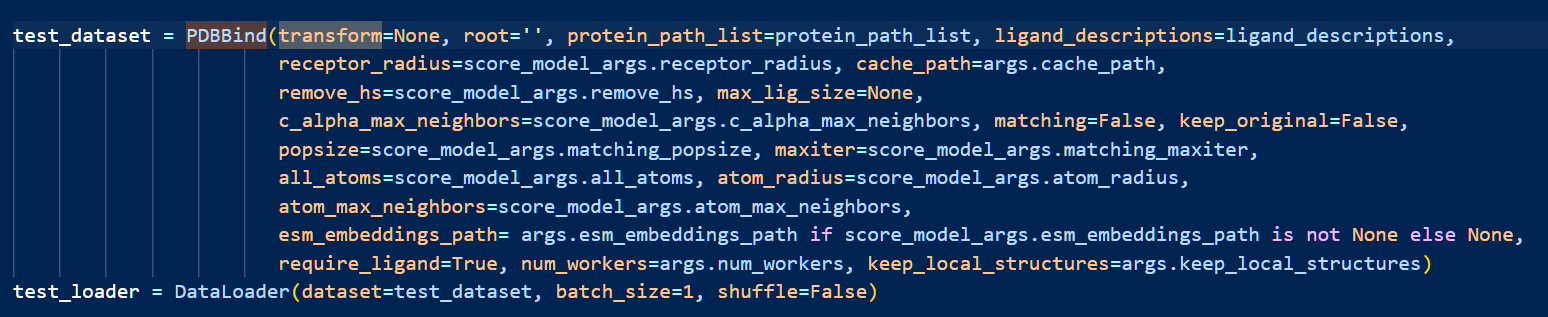 test_dataset = PDBBind(transform=None, root='', protein_path_list=protein_path_list, ligand_descriptions=ligand_descriptions,
receptor_radius=score_model_args.receptor_radius, cache_path=args.cache_path,
remove_hs=score_model_args.remove_hs, max_lig_size=None,
c_alpha_max_neighbors=score_model_args.c_alpha_max_neighbors, matching=False, keep_original=False,
popsize=score_model_args.matching_popsize, maxiter=score_model_args.matching_maxiter,
all_atoms=score_model_args.all_atoms, atom_radius=score_model_args.atom_radius,
atom_max_neighbors=score_model_args.atom_max_neighbors,
esm_embeddings_path= args.esm_embeddings_path if score_model_args.esm_embeddings_path is not None else None,
require_ligand=True, num_workers=args.num_workers, keep_local_structures=args.keep_local_structures)
test_loader = DataLoader(dataset=test_dataset, batch_size=1, shuffle=False)